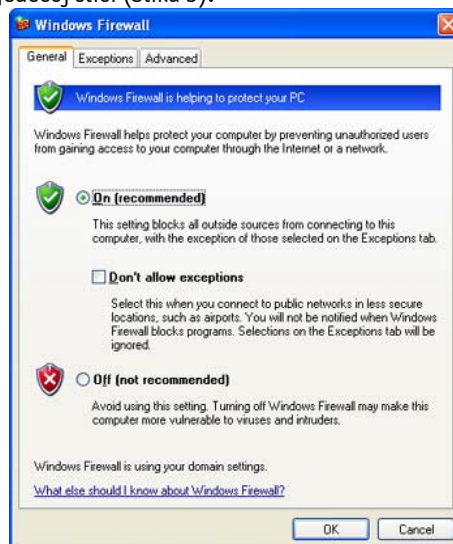 Windows Firewall
General Exceptions Advanced
Windows Firewall is helping to protect your PC
Windows Firewall helps protect your computer by preventing unauthorized users
from gaining access to your computer through the Internet or a network.
On (recommended)
This setting blocks all outside sources from connecting to this
computer, with the exception of those selected on the Exceptions tab.
Don't allow exceptions
Select this when you connect to public networks in less secure
locations, such as airports. You will not be notified when Windows
Firewall blocks programs. Selections on the Exceptions tab will be
ignored.
Off (not recommended)
Avoid using this setting. Turning off Windows Firewall may make this
computer more vulnerable to viruses and intruders.
Windows Firewall is using your domain settings.
What else should I know about Windows Firewall?
OK Cancel